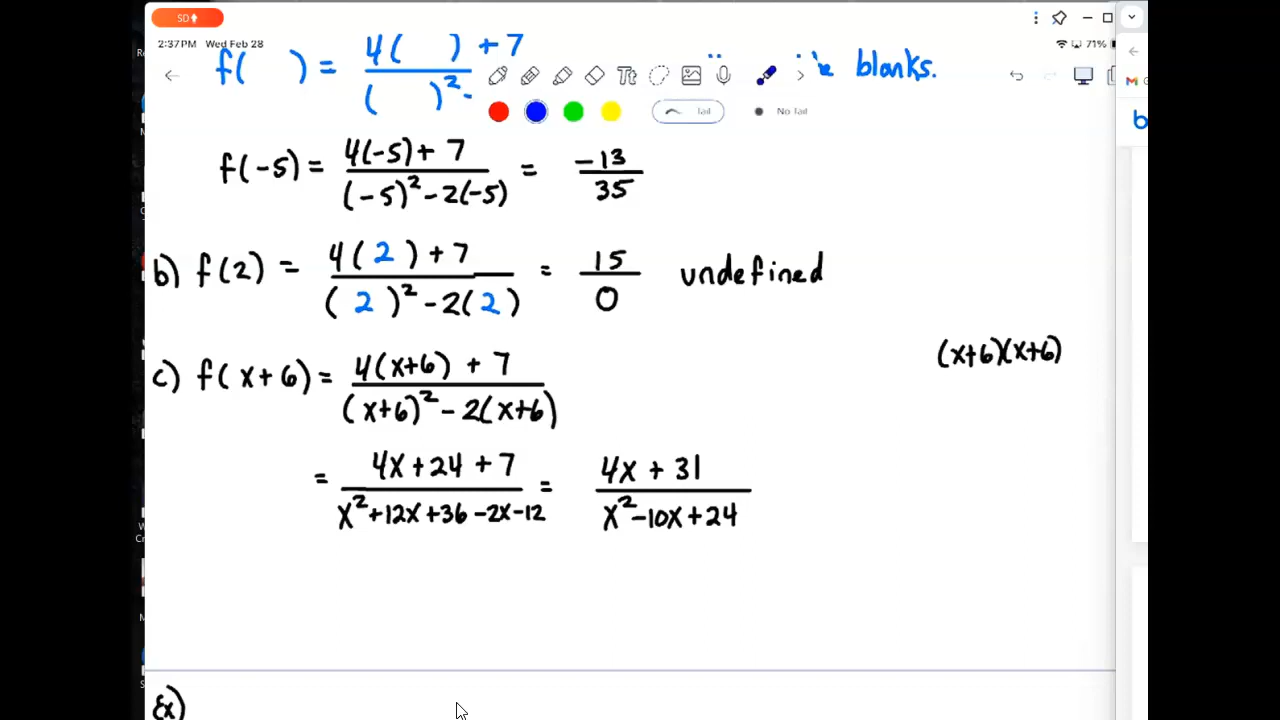 SD
2:37PM Wed Feb 28
71%
f( ) = 4( ) + 7 / ( )² - blanks.
Tail No Tail
f(-5) = 4(-5) + 7 / (-5)² - 2(-5) = -13 / 35
b) f(2) = 4( 2 ) + 7 / ( 2 )² - 2( 2 ) = 15 / 0 undefined
(x+6)(x+6)
c) f(x+6) = 4(x+6) + 7 / (x+6)² - 2(x+6)
= 4x + 24 + 7 / x² + 12x + 36 - 2x - 12 = 4x + 31 / x² - 10x + 24
Ex)